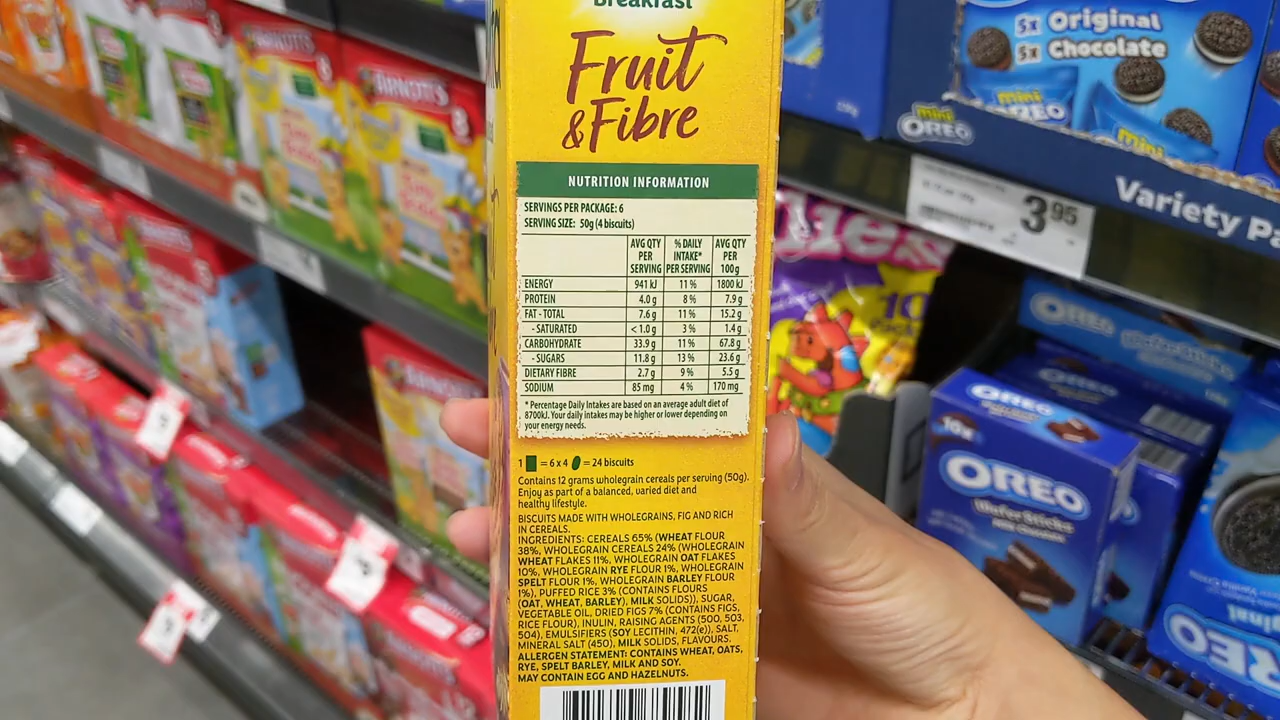 Breakfast
Fruit
&Fibre
NUTRITION INFORMATION
SERVINGS PER PACKAGE: 6
SERVING SIZE: 50g (4 biscuits)
AVG QTY PER SERVING % DAILY INTAKE* PER SERVING AVG QTY PER 100g
ENERGY 941 kJ 11 % 1800 kJ
PROTEIN 4.0 g 8 % 7.9 g
FAT - TOTAL 7.6 g 11 % 15.2 g
- SATURATED < 1.0 g 3 % 1.4 g
CARBOHYDRATE 33.9 g 11 % 67.8 g
- SUGARS 11.8 g 13 % 23.6 g
DIETARY FIBRE 2.7 g 9 % 5.5 g
SODIUM 85 mg 4 % 170 mg
* Percentage Daily Intakes are based on an average adult diet of
8700kJ. Your daily intakes may be higher or lower depending on
your energy needs.
1 = 6 x 4 = 24 biscuits
Contains 12 grams wholegrain cereals per serving (50g).
Enjoy as part of a balanced, varied diet and
healthy lifestyle.
BISCUITS MADE WITH WHOLEGRAINS, FIG AND RICH
IN CEREALS.
INGREDIENTS: CEREALS 65% (WHEAT FLOUR
38%, WHOLEGRAIN CEREALS 24% (WHOLEGRAIN
WHEAT FLAKES 11%, WHOLEGRAIN OAT FLAKES
10%, WHOLEGRAIN RYE FLOUR 1%, WHOLEGRAIN
SPELT FLOUR 1%, WHOLEGRAIN BARLEY FLOUR
1%), PUFFED RICE 3% (CONTAINS FLOURS
(OAT, WHEAT, BARLEY), MILK SOLIDS)), SUGAR,
VEGETABLE OIL, DRIED FIGS 7% (CONTAINS FIGS,
RICE FLOUR), INULIN, RAISING AGENTS (500, 503,
504), EMULSIFIERS (SOY LECITHIN, 472(e)), SALT,
MINERAL SALT (450), MILK SOLIDS, FLAVOURS.
ALLERGEN STATEMENT: CONTAINS WHEAT, OATS,
RYE, SPELT BARLEY, MILK AND SOY.
MAY CONTAIN EGG AND HAZELNUTS.
5x Original
5x Chocolate
mini OREO
mini
mini OREO
3.95
Variety Pa
10
OREO
OREO
10x
OREO
Wafer Sticks
ARNOTT'S
ARNOTT'S